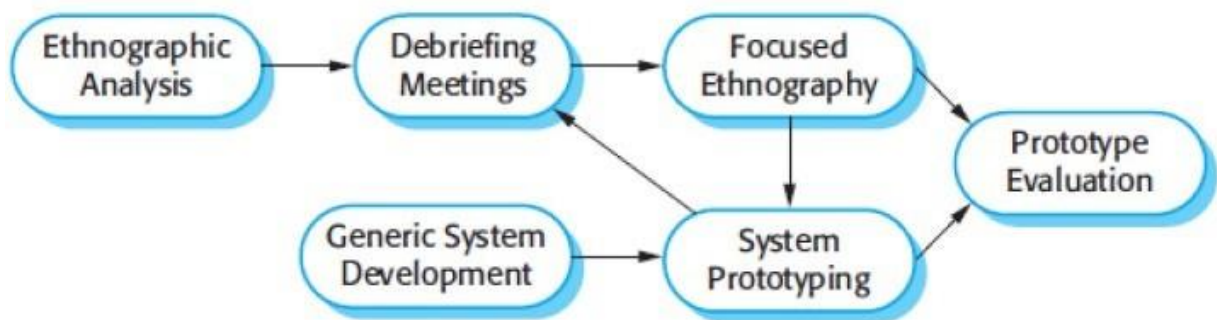 Ethnographic
Analysis
Debriefing
Meetings
Focused
Ethnography
Prototype
Evaluation
Generic System
Development
System
Prototyping